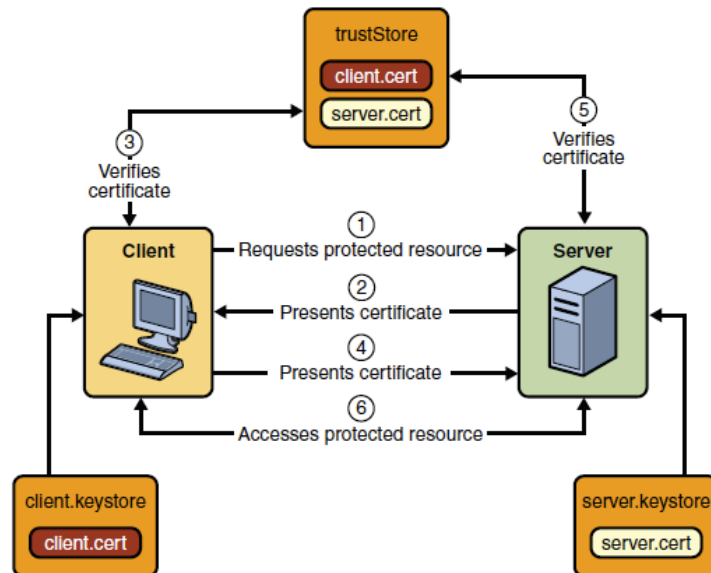 trustStore
client.cert
server.cert
3
Verifies
certificate
5
Verifies
certificate
Client
1
Requests protected resource
Server
2
Presents certificate
4
Presents certificate
6
Accesses protected resource
client.keystore
client.cert
server.keystore
server.cert